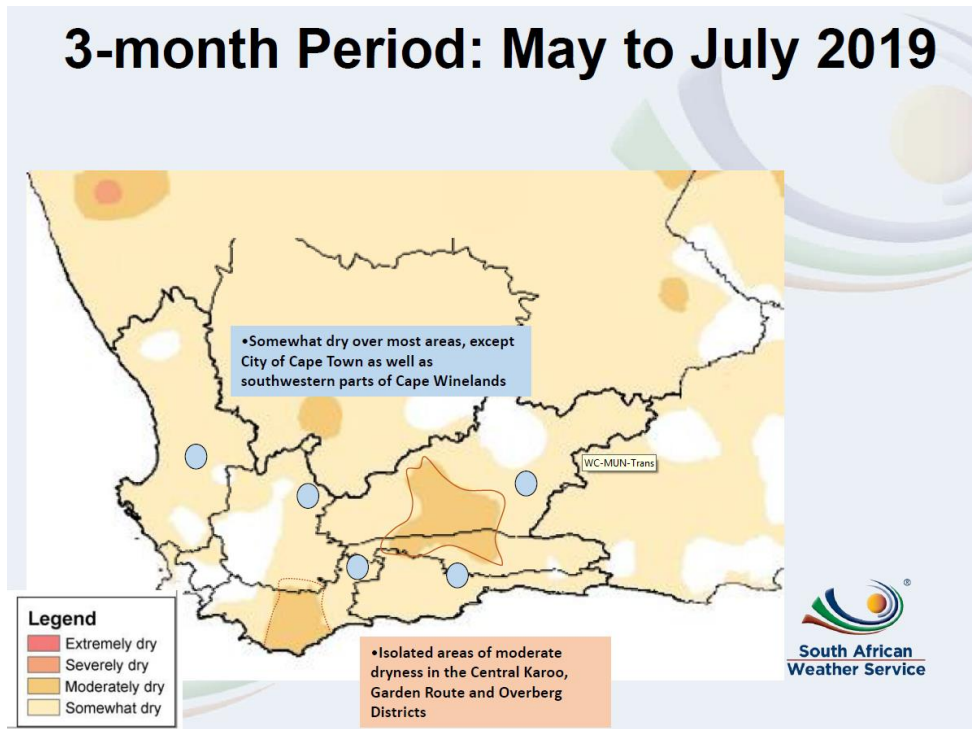 3-month Period: May to July 2019
•Somewhat dry over most areas, except
City of Cape Town as well as
southwestern parts of Cape Winelands
WC-MUN-Trans
Legend
Extremely dry
Severely dry
Moderately dry
Somewhat dry
•Isolated areas of moderate
dryness in the Central Karoo,
Garden Route and Overberg
Districts
®
South African
Weather Service